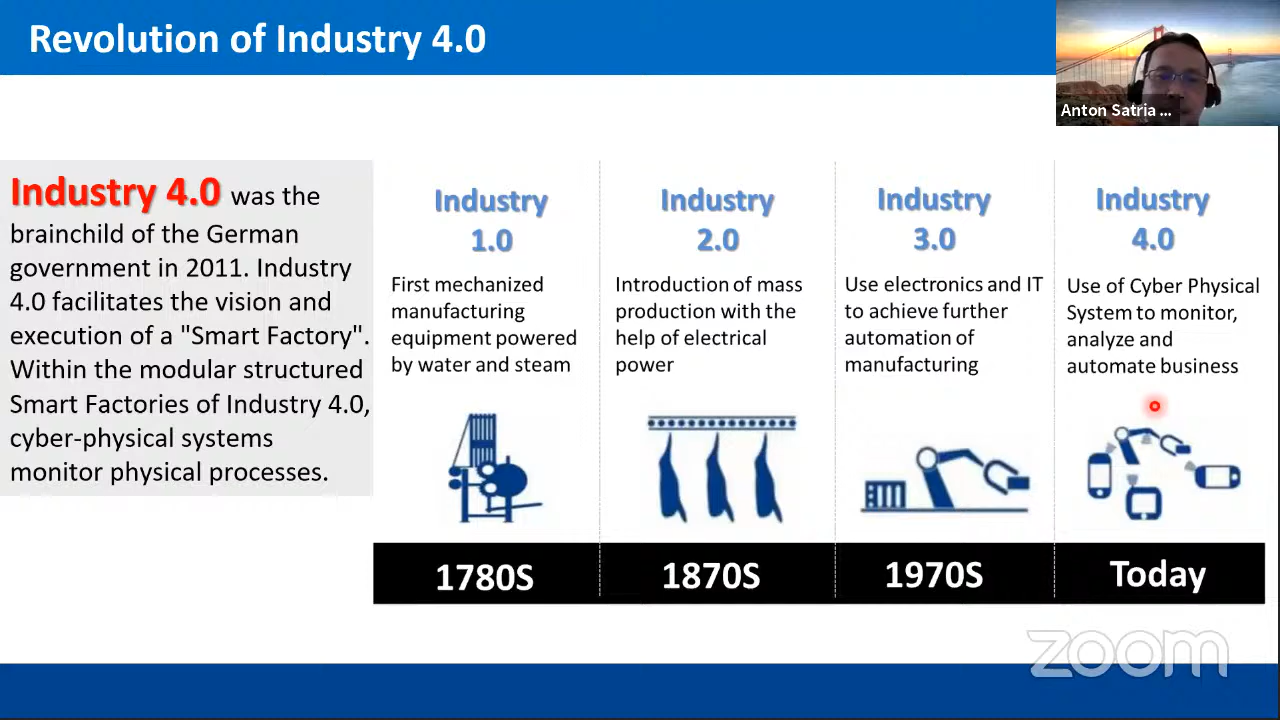 Revolution of Industry 4.0
Anton Satria ...
Industry 4.0 was the
brainchild of the German
government in 2011. Industry
4.0 facilitates the vision and
execution of a "Smart Factory".
Within the modular structured
Smart Factories of Industry 4.0,
cyber-physical systems
monitor physical processes.
Industry
1.0
First mechanized
manufacturing
equipment powered
by water and steam
1780S
Industry
2.0
Introduction of mass
production with the
help of electrical
power
1870S
Industry
3.0
Use electronics and IT
to achieve further
automation of
manufacturing
1970S
Industry
4.0
Use of Cyber Physical
System to monitor,
analyze and
automate business
Today
zoom